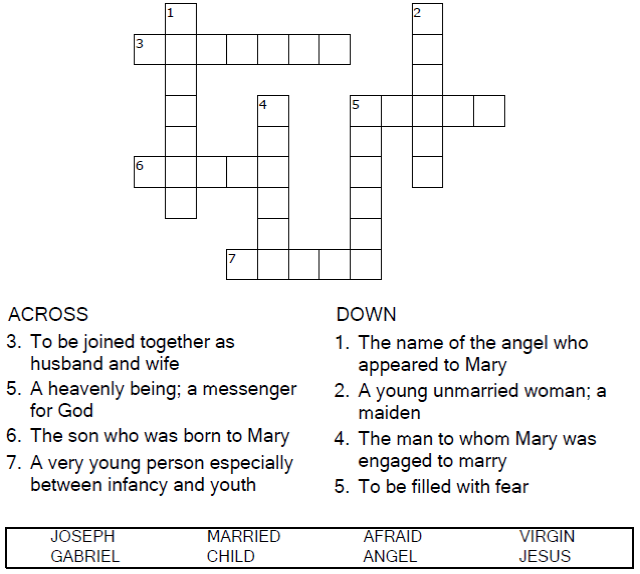 1
2
3
4
5
6
7
ACROSS
3. To be joined together as
husband and wife
5. A heavenly being; a messenger
for God
6. The son who was born to Mary
7. A very young person especially
between infancy and youth
DOWN
1. The name of the angel who
appeared to Mary
2. A young unmarried woman; a
maiden
4. The man to whom Mary was
engaged to marry
5. To be filled with fear
JOSEPH MARRIED AFRAID VIRGIN
GABRIEL CHILD ANGEL JESUS